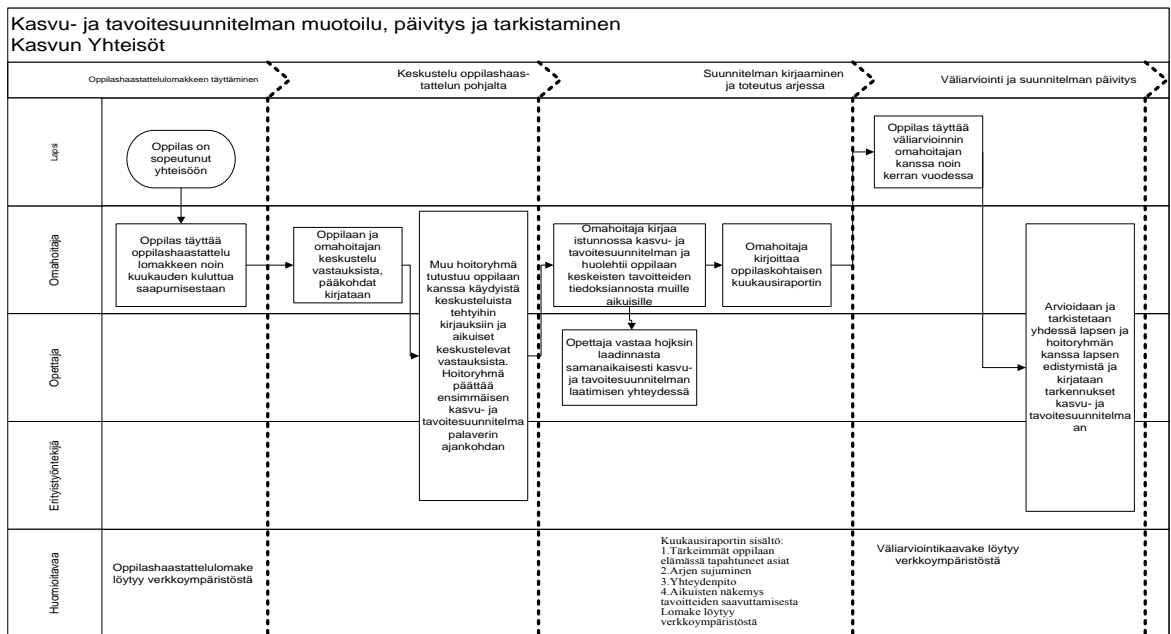 Kasvu- ja tavoitesuunnitelman muotoilu, päivitys ja tarkistaminen
Kasvun Yhteisöt
Oppilashaastattelulomakkeen täyttäminen
Keskustelu oppilashaas-
tattelun pohjalta
Suunnitelman kirjaaminen
ja toteutus arjessa
Väliarviointi ja suunnitelman päivitys
Lapsi
Oppilas on
sopeutunut
yhteisöön
Oppilas täyttää
väliarvioinnin
omahoitajan
kanssa noin
kerran vuodessa
Omahoitaja
Oppilas täyttää
oppilashaastattelu
lomakkeen noin
kuukauden kuluttua
saapumisestaan
Oppilaan ja
omahoitajan
keskustelu
vastauksista,
pääkohdat
kirjataan
Muu hoitoryhmä
tutustuu oppilaan
kanssa käydyistä
keskusteluista
tehtyihin
kirjauksiin ja
aikuiset
keskustelevat
vastauksista.
Hoitoryhmä
päättää
ensimmäisen
kasvu- ja
tavoitesuunnitelma
palaverin
ajankohdan
Omahoitaja kirjaa
istunnossa kasvu- ja
tavoitesuunnitelman ja
huolehtii oppilaan
keskeisten tavoitteiden
tiedoksiannosta muille
aikuisille
Omahoitaja
kirjoittaa
oppilaskohtaisen
kuukausiraportin
Opettaja
Opettaja vastaa hojksin
laadinnasta
samanaikaisesti kasvu-
ja tavoitesuunnitelman
laatimisen yhteydessä
Arvioidaan ja
tarkistetaan
yhdessä lapsen ja
hoitoryhmän
kanssa lapsen
edistymistä ja
kirjataan
tarkennukset
kasvu- ja
tavoitesuunnitelma
an
Erityistyöntekijä
Huomioitavaa
Oppilashaastattelulomake
löytyy verkkoympäristöstä
Kuukausiraportin sisältö:
1.Tärkeimmät oppilaan
elämässä tapahtuneet asiat
2.Arjen sujuminen
3.Yhteydenpito
4.Aikuisten näkemys
tavoitteiden saavuttamisesta
Lomake löytyy
verkkoympäristöstä
Väliarviointikaavake löytyy
verkkoympäristöstä